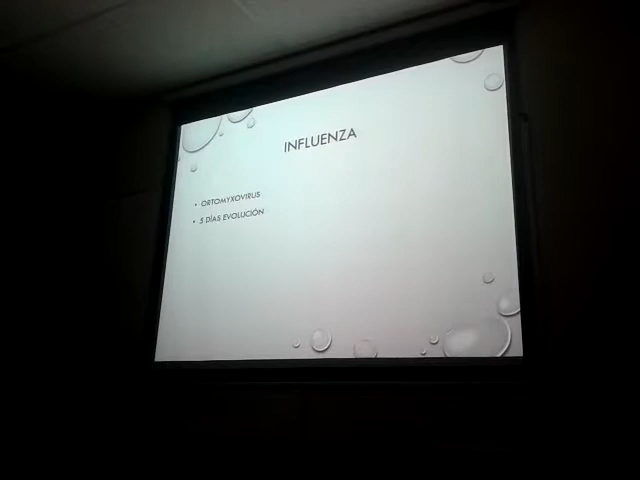 INFLUENZA
• ORTOMYXOVIRUS
• 5 DÍAS EVOLUCIÓN